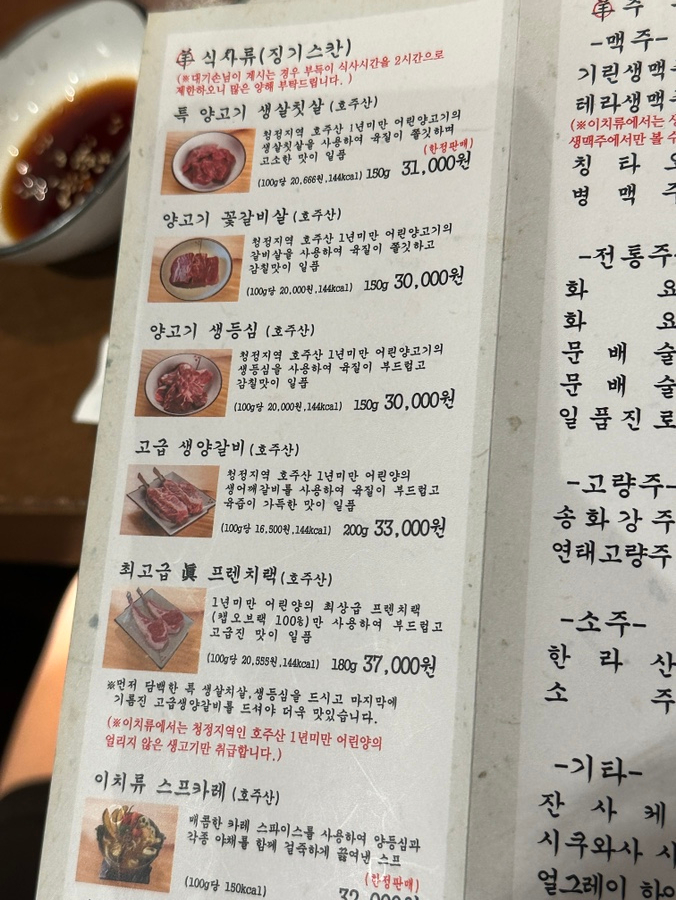 羊 식사류(징기스칸)
(※대기손님이 계시는 경우 부득이 식사시간을 2시간으로
제한하오니 많은 양해 부탁드립니다. )
특 양고기 생살칫살 (호주산)
청정지역 호주산 1년미만 어린양고기의
생살칫살을 사용하여 육질이 쫄깃하며
고소한 맛이 일품
(한정판매)
(100g당 20,666원,144kcal) 150g 31,000원
양고기 꽃갈비살 (호주산)
청정지역 호주산 1년미만 어린양고기의
갈비살을 사용하여 육질이 쫄깃하고
감칠맛이 일품
(100g당 20,000원,144kcal) 150g 30,000원
양고기 생등심 (호주산)
청정지역 호주산 1년미만 어린양고기의
생등심을 사용하여 육질이 부드럽고
감칠맛이 일품
(100g당 20,000원,144kcal) 150g 30,000원
고급 생양갈비 (호주산)
청정지역 호주산 1년미만 어린양의
생어깨갈비를 사용하여 육질이 부드럽고
육즙이 가득한 맛이 일품
(100g당 16,500원,144kcal) 200g 33,000원
최고급 眞 프렌치랙 (호주산)
1년미만 어린양의 최상급 프렌치랙
(캡오브랙 100%)만 사용하여 부드럽고
고급진 맛이 일품
(100g당 20,555원,144kcal) 180g 37,000원
※먼저 담백한 특 생살치살,생등심을 드시고 마지막에
기름진 고급생양갈비를 드셔야 더욱 맛있습니다.
(※이치류에서는 청정지역인 호주산 1년미만 어린양의
얼리지 않은 생고기만 취급합니다.)
이치류 스프카레 (호주산)
매콤한 카레 스파이스를 사용하여 양등심과
각종 야채를 함께 걸쭉하게 끓여낸 스프
(한정판매)
(100g당 150kcal)
羊 주
-맥주-
기린생맥
테라생맥
(※이치류에서는
생맥주에서만 볼 수
칭 타
병 맥 주
-전통주-
화 요
화 요
문 배 술
문 배 술
일품진로
-고량주-
송화강주
연태고량주
-소주-
한 라 산
소 주
-기타-
잔 사 케
시쿠와사
얼그레이 하